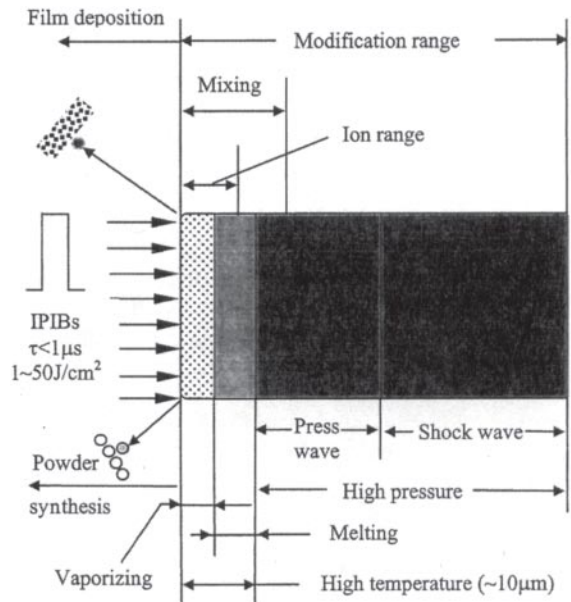 Film deposition
Modification range
Mixing
Ion range
IPIBs
τ<1μs
1~50J/cm²
Press
wave
Shock wave
Powder
synthesis
High pressure
Melting
Vaporizing
High temperature (~10μm)